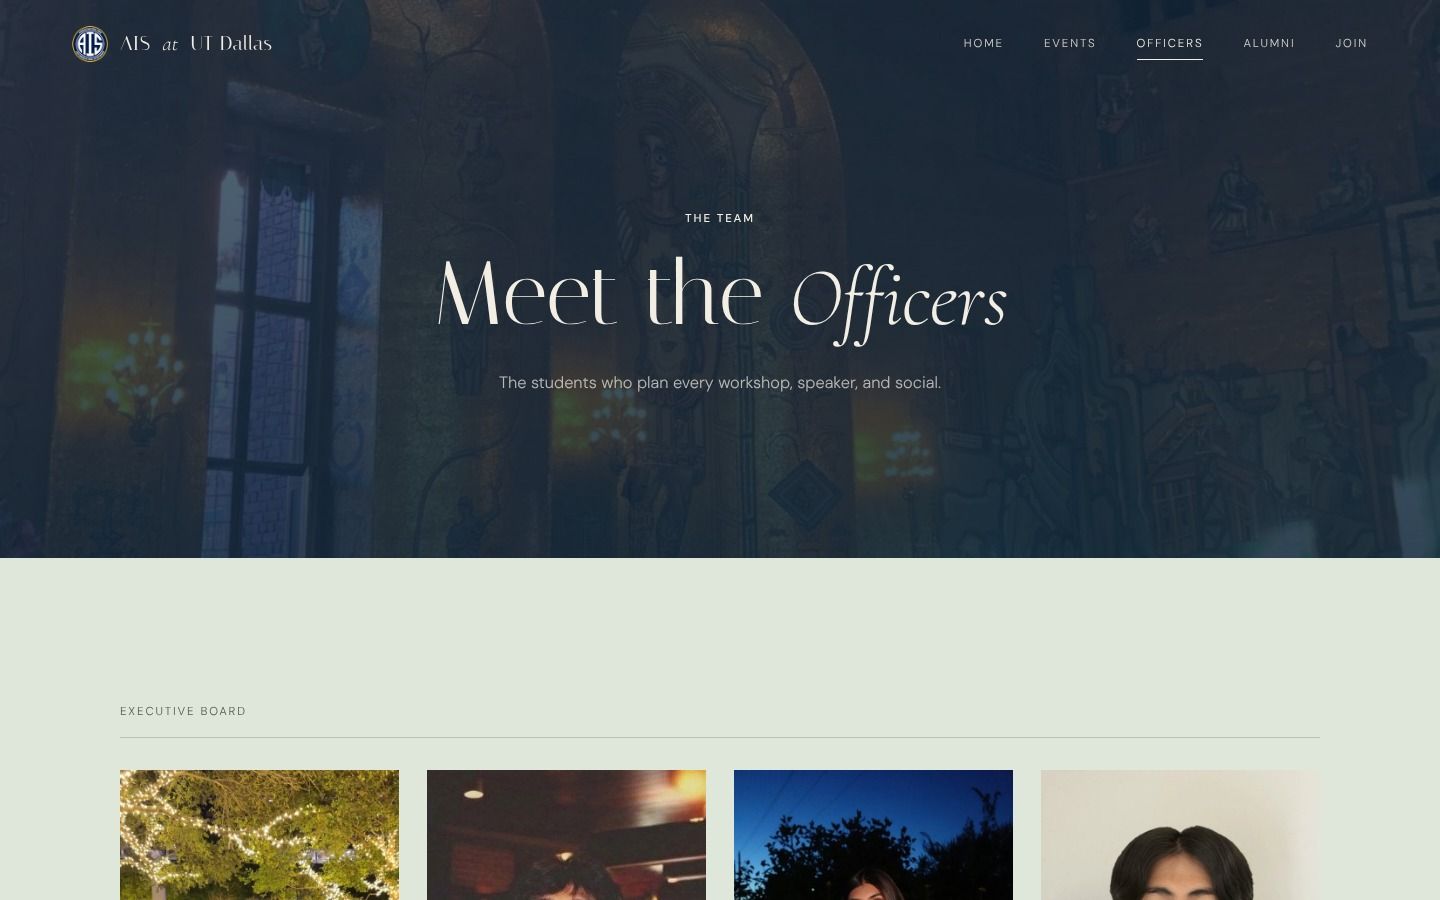 AIS
AIS at UT Dallas
HOME
EVENTS
OFFICERS
ALUMNI
JOIN
THE TEAM
Meet the Officers
The students who plan every workshop, speaker, and social.
EXECUTIVE BOARD